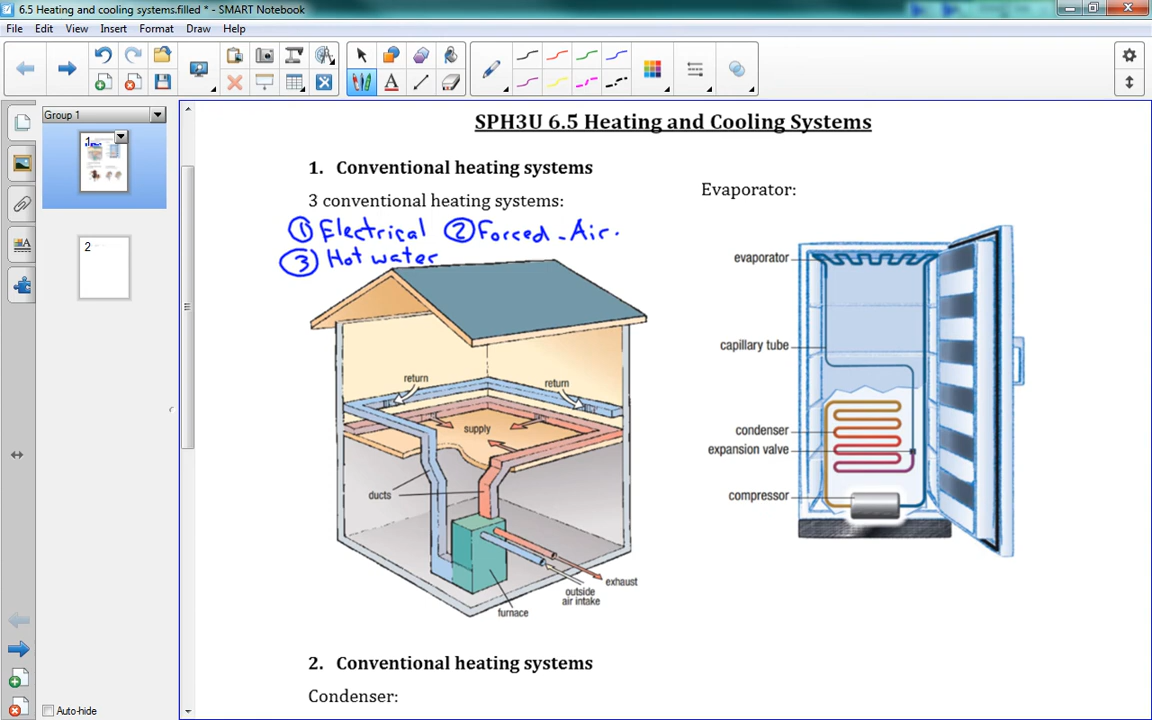 6.5 Heating and cooling systems.filled * - SMART Notebook
File Edit View Insert Format Draw Help
Group 1
1
2
Auto-hide
SPH3U 6.5 Heating and Cooling Systems
1. Conventional heating systems
3 conventional heating systems:
① Electrical ② Forced - Air.
③ Hot water
return
return
supply
ducts
exhaust
outside
air intake
furnace
2. Conventional heating systems
Condenser:
Evaporator:
evaporator
capillary tube
condenser
expansion valve
compressor